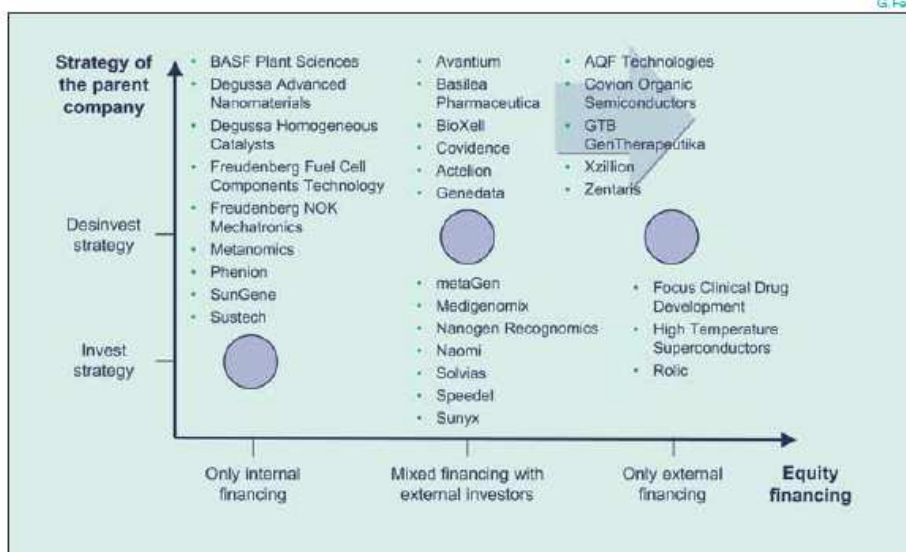 G. Fe
Strategy of
the parent
company
Desinvest
strategy
Invest
strategy
• BASF Plant Sciences
• Degussa Advanced
Nanomaterials
• Degussa Homogeneous
Catalysts
• Freudenberg Fuel Cell
Components Technology
• Freudenberg NOK
Mechatronics
• Metanomics
• Phenion
• SunGene
• Sustech
• Avantium
• Basilea
Pharmaceutica
• BioXell
• Covidence
• Actelion
• Genedata
• metaGen
• Medigenomix
• Nanogen Recognomics
• Naomi
• Solvias
• Speedel
• Sunyx
• AQF Technologies
• Covion Organic
Semiconductors
• GTB
GenTherapeutika
• Xzillion
• Zentaris
• Focus Clinical Drug
Development
• High Temperature
Superconductors
• Rolic
Only internal
financing
Mixed financing with
external investors
Only external
financing
Equity
financing